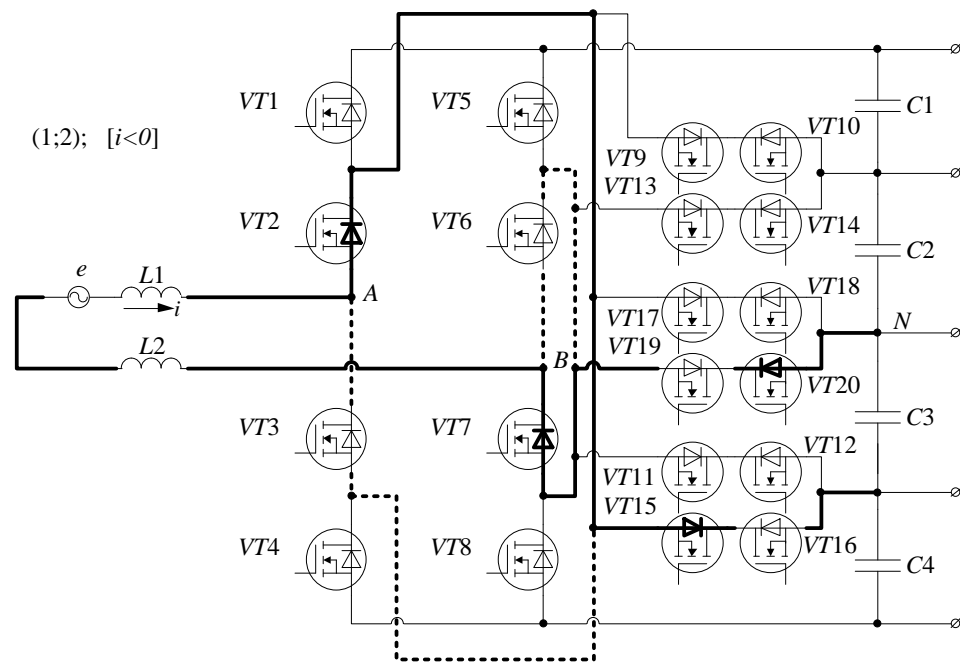 (1;2); [i<0]
VT1
VT5
C1
VT10
VT9
VT13
VT2
VT6
VT14
C2
e
L1
A
i
VT18
VT17
N
VT19
L2
B
VT20
VT3
VT7
C3
VT12
VT11
VT15
VT4
VT8
VT16
C4